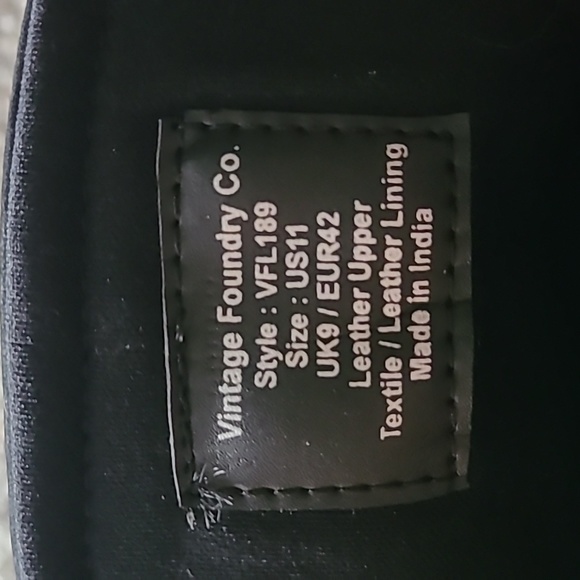 Vintage Foundry Co.
Style : VFL189
Size : US11
UK9 / EUR42
Leather Upper
Textile / Leather Lining
Made in India